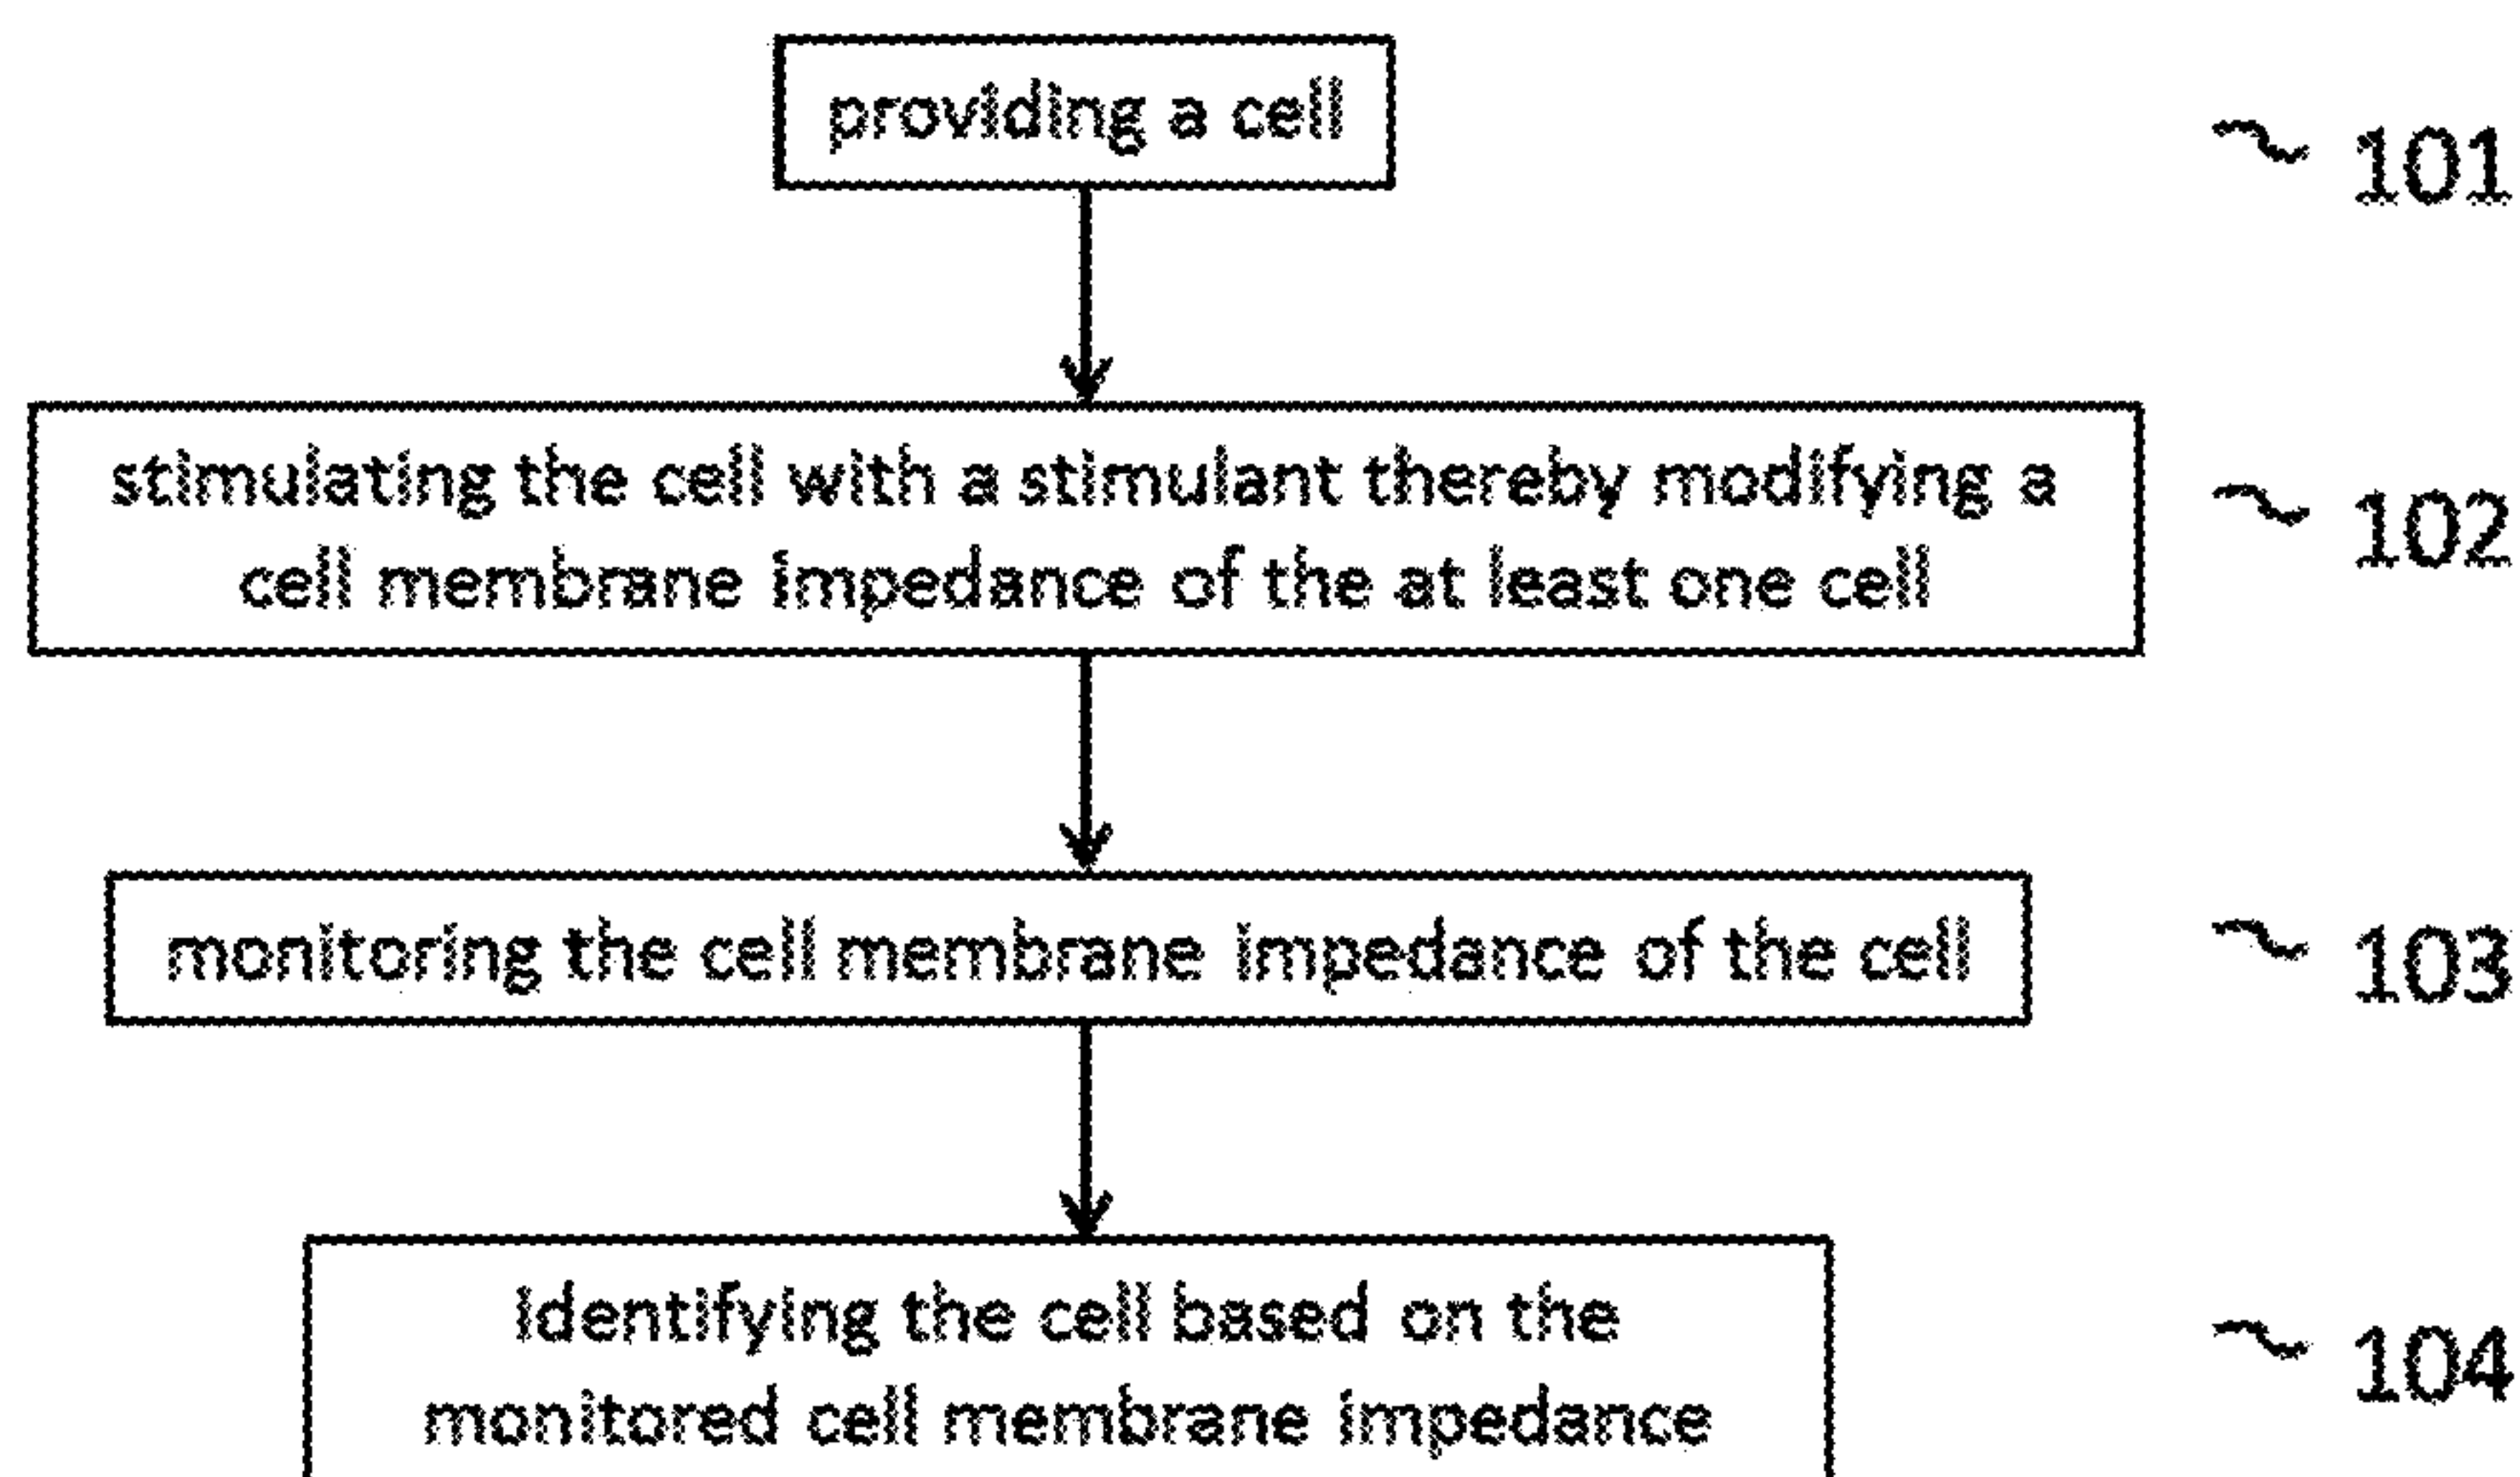 providing a cell
~ 101
stimulating the cell with a stimulant thereby modifying a
cell membrane impedance of the at least one cell
~ 102
monitoring the cell membrane impedance of the cell
~ 103
identifying the cell based on the
monitored cell membrane impedance
~ 104